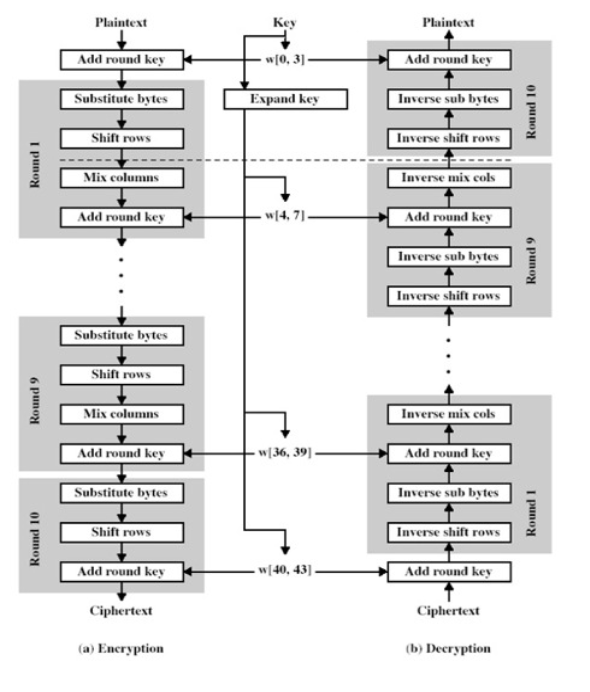 Plaintext
Key
Plaintext
Add round key
w[0, 3]
Add round key
Substitute bytes
Expand key
Inverse sub bytes
Round 10
Shift rows
Inverse shift rows
Round 1
Mix columns
Inverse mix cols
Add round key
w[4, 7]
Add round key
Round 9
Inverse sub bytes
Inverse shift rows
Substitute bytes
Shift rows
Round 9
Mix columns
Inverse mix cols
Add round key
w[36, 39]
Add round key
Substitute bytes
Inverse sub bytes
Round 1
Round 10
Shift rows
Inverse shift rows
Add round key
w[40, 43]
Add round key
Ciphertext
Ciphertext
(a) Encryption
(b) Decryption